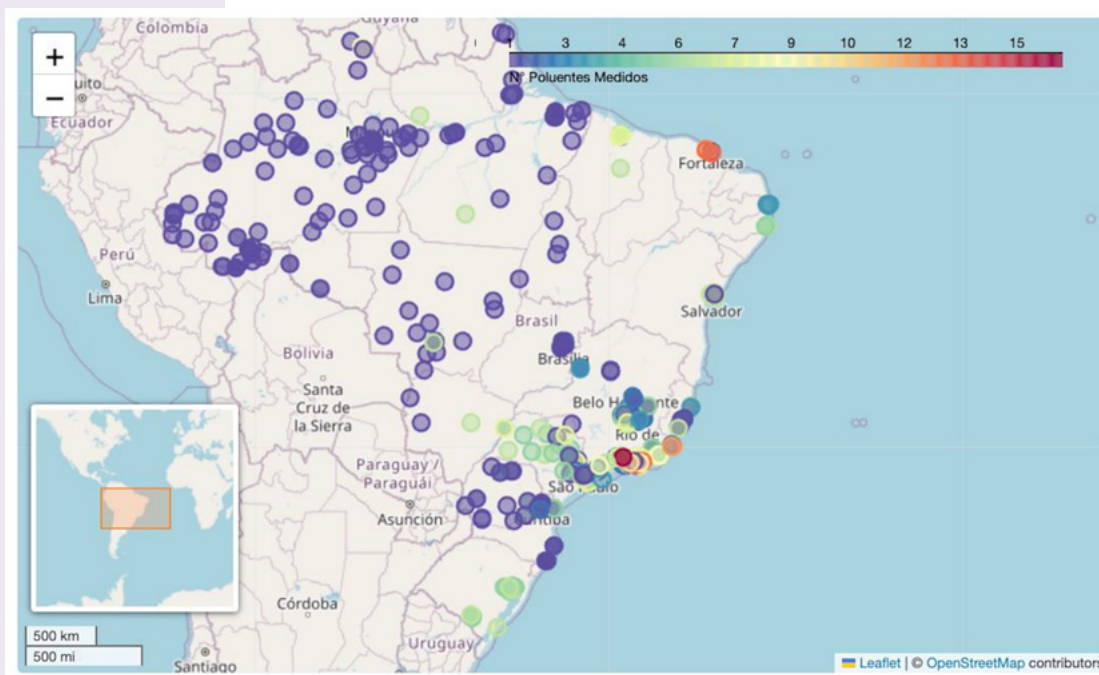 Colombia
Guyana
1 3 4 6 7 9 10 12 13 15
N° Poluentes Medidos
+
−
uito
Ecuador
M
Fortaleza
Perú
Lima
Salvador
Brasil
Bolivia
Brasília
Santa
Cruz de
la Sierra
Belo H nte
Rio de
Paraguay /
Paraguái
São Paulo
Asunción
tiba
Córdoba
500 km
500 mi
Uruguay
Santiago
Leaflet | © OpenStreetMap contributors